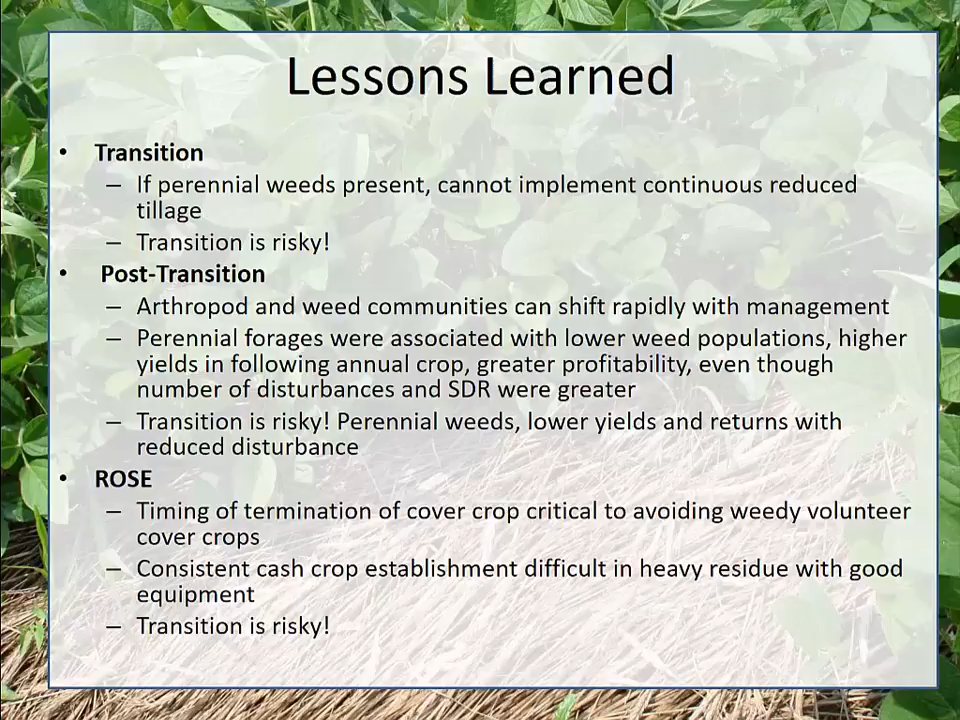 Lessons Learned
• Transition
– If perennial weeds present, cannot implement continuous reduced
tillage
– Transition is risky!
• Post-Transition
– Arthropod and weed communities can shift rapidly with management
– Perennial forages were associated with lower weed populations, higher
yields in following annual crop, greater profitability, even though
number of disturbances and SDR were greater
– Transition is risky! Perennial weeds, lower yields and returns with
reduced disturbance
• ROSE
– Timing of termination of cover crop critical to avoiding weedy volunteer
cover crops
– Consistent cash crop establishment difficult in heavy residue with good
equipment
– Transition is risky!